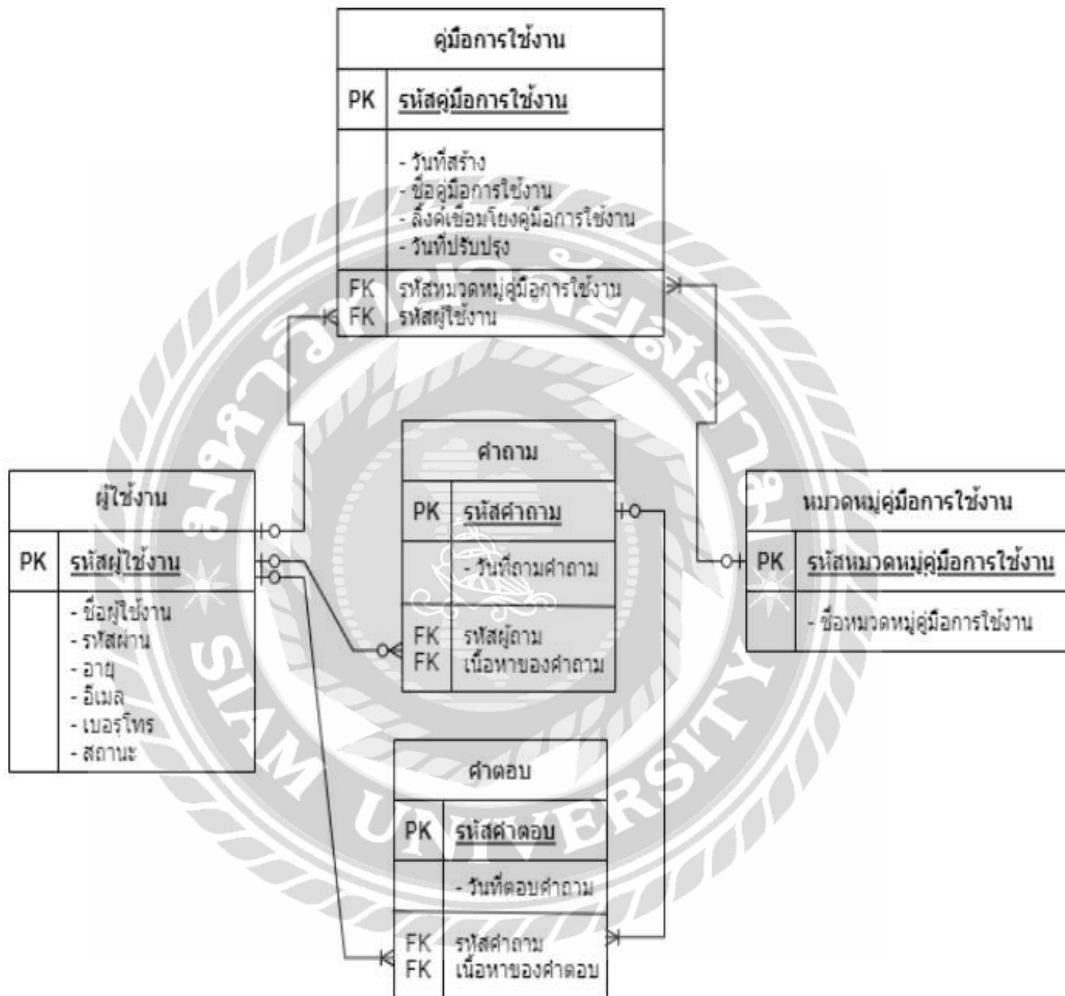 คู่มือการใช้งาน
PK รหัสคู่มือการใช้งาน
- วันที่สร้าง
- ชื่อคู่มือการใช้งาน
- ลิ้งค์เชื่อมโยงคู่มือการใช้งาน
- วันที่ปรับปรุง
FK รหัสหมวดหมู่คู่มือการใช้งาน
FK รหัสผู้ใช้งาน
ผู้ใช้งาน
PK รหัสผู้ใช้งาน
- ชื่อผู้ใช้งาน
- รหัสผ่าน
- อายุ
- อีเมล
- เบอร์โทร
- สถานะ
คำถาม
PK รหัสคำถาม
- วันที่ถามคำถาม
FK รหัสผู้ถาม
FK เนื้อหาของคำถาม
หมวดหมู่คู่มือการใช้งาน
PK รหัสหมวดหมู่คู่มือการใช้งาน
- ชื่อหมวดหมู่คู่มือการใช้งาน
คำตอบ
PK รหัสคำตอบ
- วันที่ตอบคำถาม
FK รหัสคำถาม
FK เนื้อหาของคำตอบ
มหาวิทยาลัยสยาม
SIAM UNIVERSITY